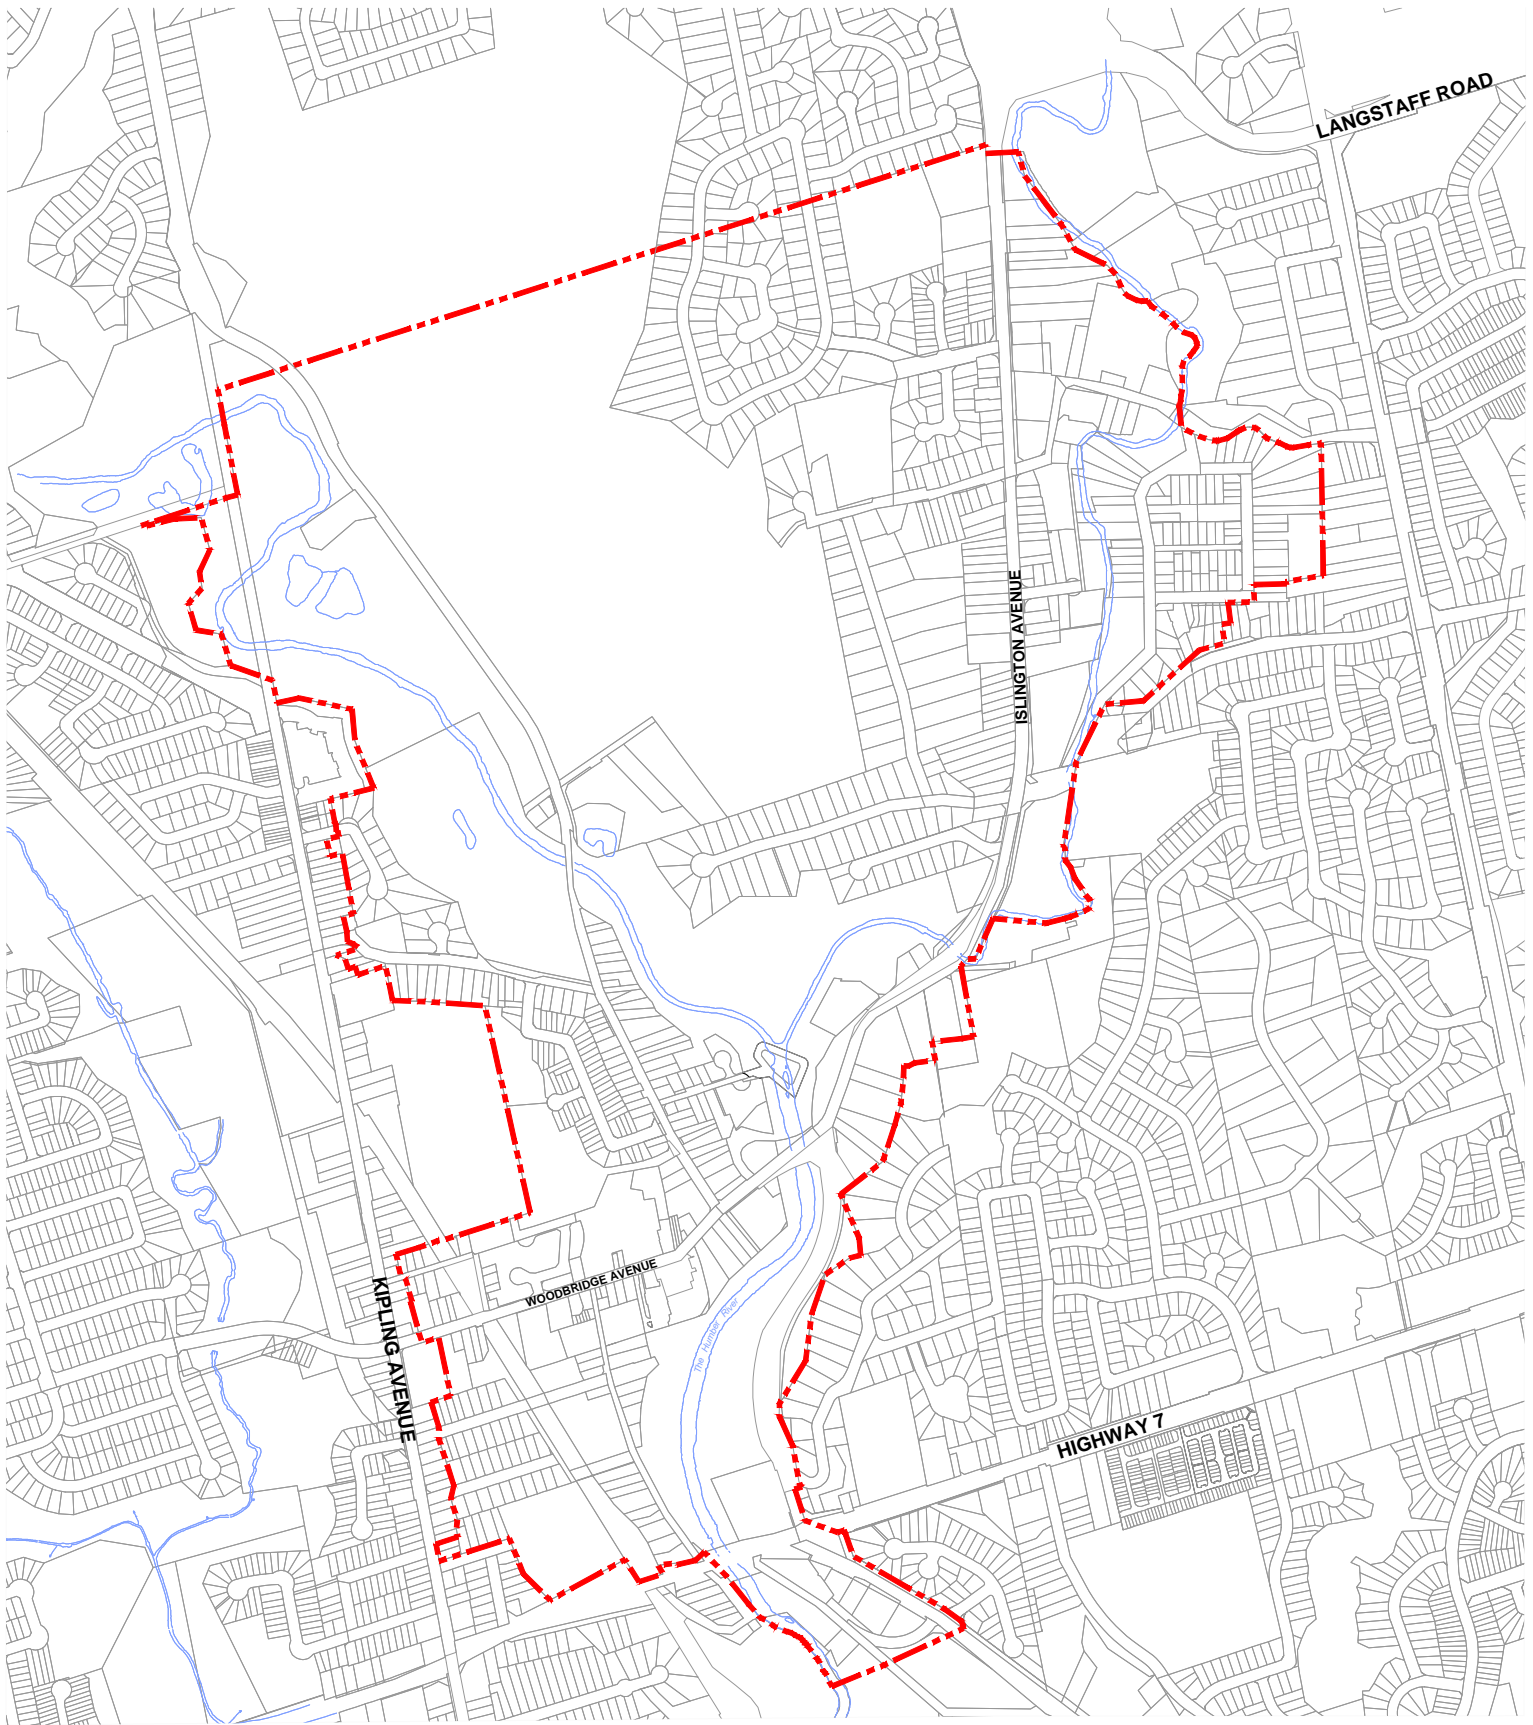 LANGSTAFF ROAD
ISLINGTON AVENUE
WOODBRIDGE AVENUE
KIPLING AVENUE
The Humber River
HIGHWAY 7